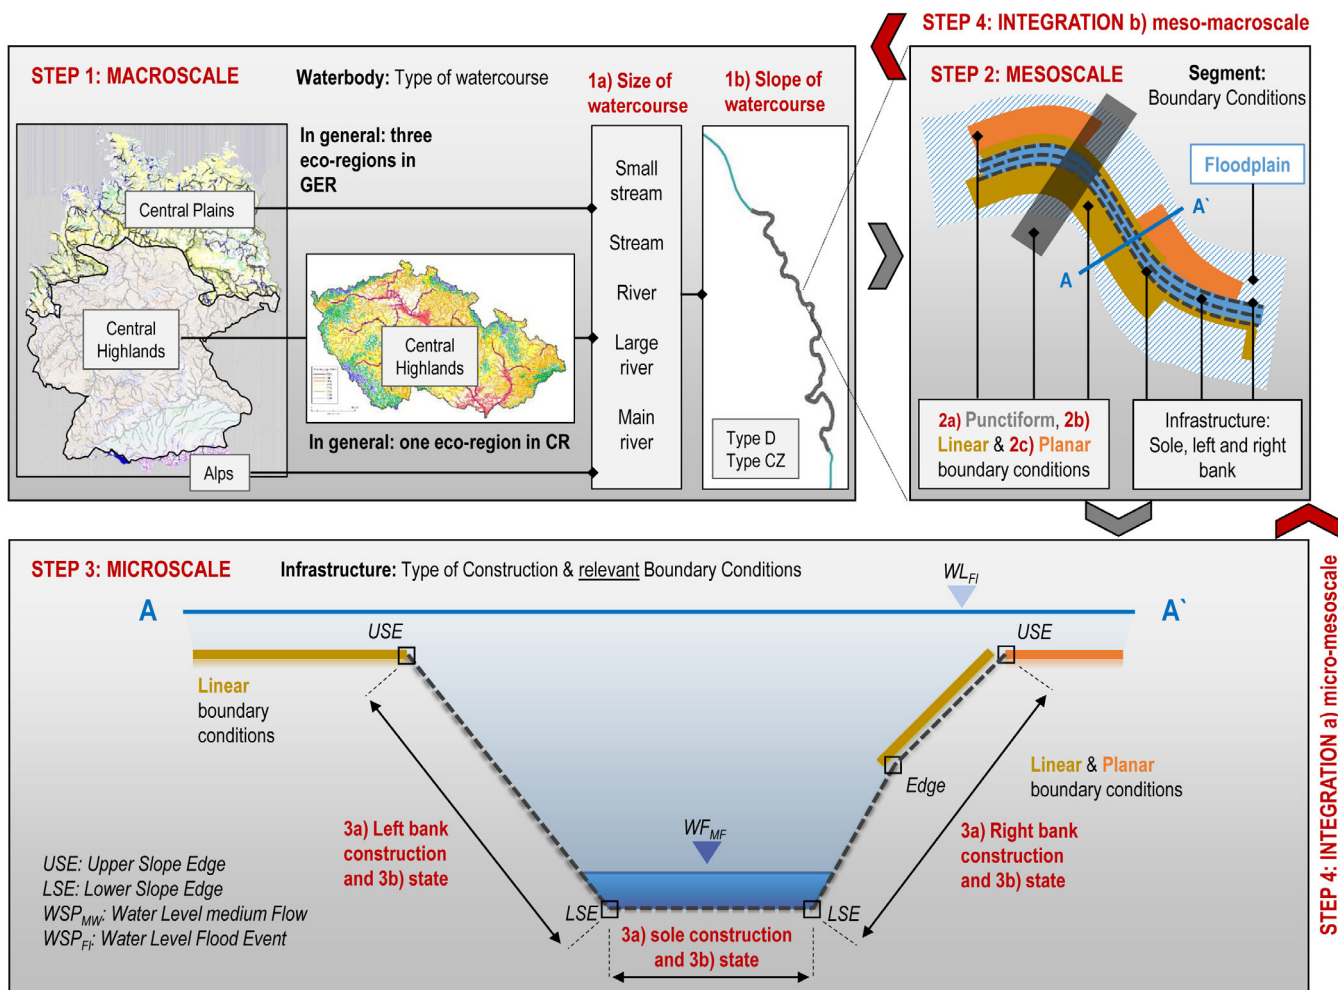 STEP 4: INTEGRATION b) meso-macroscale
STEP 1: MACROSCALE
Waterbody: Type of watercourse
1a) Size of
watercourse
1b) Slope of
watercourse
In general: three
eco-regions in
GER
Central Plains
Central
Highlands
Alps
Central
Highlands
In general: one eco-region in CR
Small
stream
Stream
River
Large
river
Main
river
Type D
Type CZ
STEP 2: MESOSCALE
Segment:
Boundary Conditions
Floodplain
A`
A
2a) Punctiform, 2b)
Linear & 2c) Planar
boundary conditions
Infrastructure:
Sole, left and right
bank
STEP 4: INTEGRATION a) micro-mesoscale
STEP 3: MICROSCALE
Infrastructure: Type of Construction & relevant Boundary Conditions
WL FI
A
A`
USE
USE
Linear
boundary
conditions
Edge
Linear & Planar
boundary conditions
3a) Left bank
construction
and 3b) state
WF MF
3a) Right bank
construction
and 3b) state
LSE
LSE
3a) sole construction
and 3b) state
USE: Upper Slope Edge
LSE: Lower Slope Edge
WSP MW: Water Level medium Flow
WSP FI: Water Level Flood Event